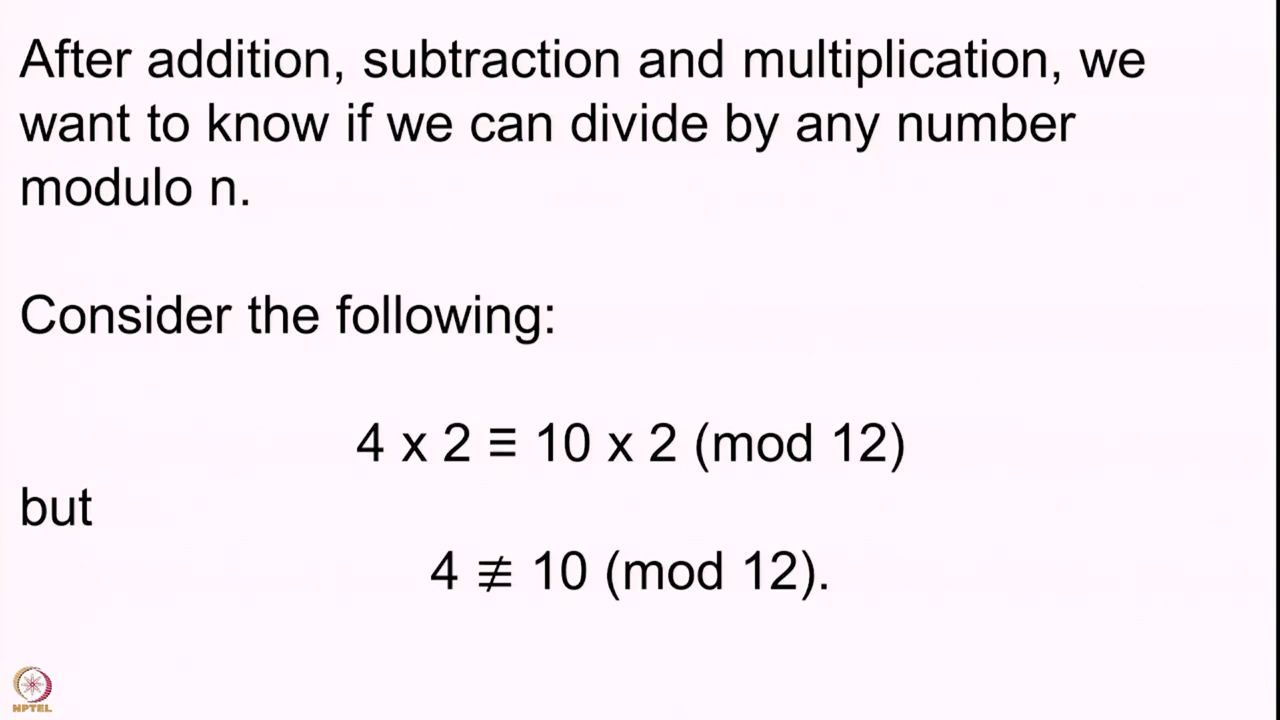 After addition, subtraction and multiplication, we
want to know if we can divide by any number
modulo n.
Consider the following:
4 x 2 ≡ 10 x 2 (mod 12)
but
4 ≢ 10 (mod 12).
NPTEL